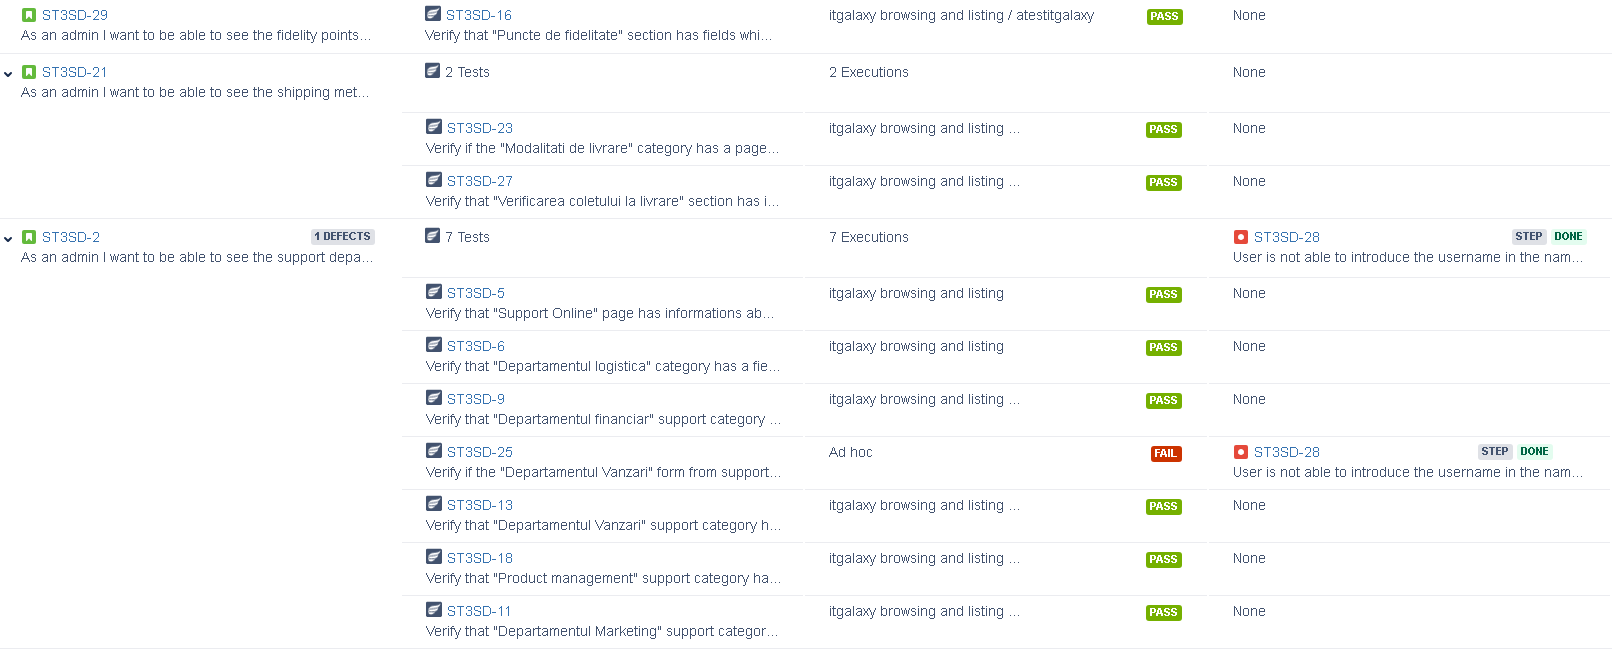 ST3SD-29 ST3SD-16 itgalaxy browsing and listing / atestitgalaxy PASS None
As an admin I want to be able to see the fidelity points... Verify that "Puncte de fidelitate" section has fields whi...
ST3SD-21 2 Tests 2 Executions None
As an admin I want to be able to see the shipping met...
ST3SD-23 itgalaxy browsing and listing ... PASS None
Verify if the "Modalitati de livrare" category has a page...
ST3SD-27 itgalaxy browsing and listing ... PASS None
Verify that "Verificarea coletului la livrare" section has i...
ST3SD-2 1 DEFECTS 7 Tests 7 Executions ST3SD-28 STEP DONE
As an admin I want to be able to see the support depa... User is not able to introduce the username in the nam...
ST3SD-5 itgalaxy browsing and listing PASS None
Verify that "Support Online" page has informations ab...
ST3SD-6 itgalaxy browsing and listing PASS None
Verify that "Departamentul logistica" category has a fie...
ST3SD-9 itgalaxy browsing and listing ... PASS None
Verify that "Departamentul financiar" support category ...
ST3SD-25 Ad hoc FAIL ST3SD-28 STEP DONE
Verify if the "Departamentul Vanzari" form from support... User is not able to introduce the username in the nam...
ST3SD-13 itgalaxy browsing and listing ... PASS None
Verify that "Departamentul Vanzari" support category h...
ST3SD-18 itgalaxy browsing and listing ... PASS None
Verify that "Product management" support category ha...
ST3SD-11 itgalaxy browsing and listing ... PASS None
Verify that "Departamentul Marketing" support categor...